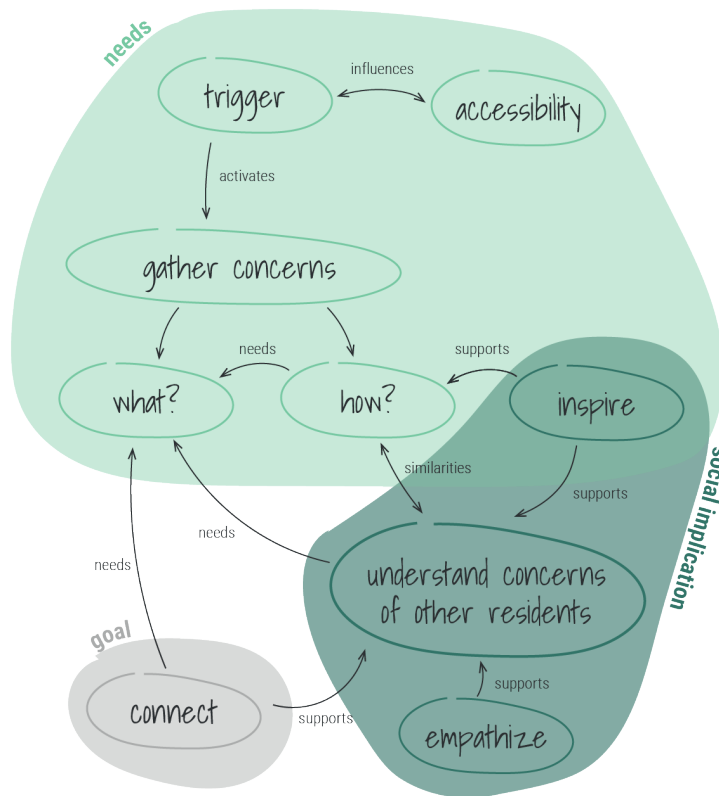 needs
influences
trigger
accessibility
activates
gather concerns
needs
supports
what?
how?
inspire
similarities
social implication
supports
needs
needs
understand concerns
of other residents
goal
supports
connect
supports
empathize